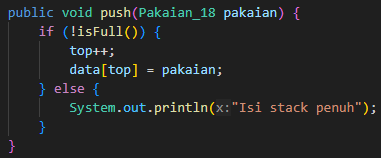 public void push(Pakaian_18 pakaian) {
    if (!isFull()) {
        top++;
        data[top] = pakaian;
    } else {
        System.out.println(x:"Isi stack penuh");
    }
}